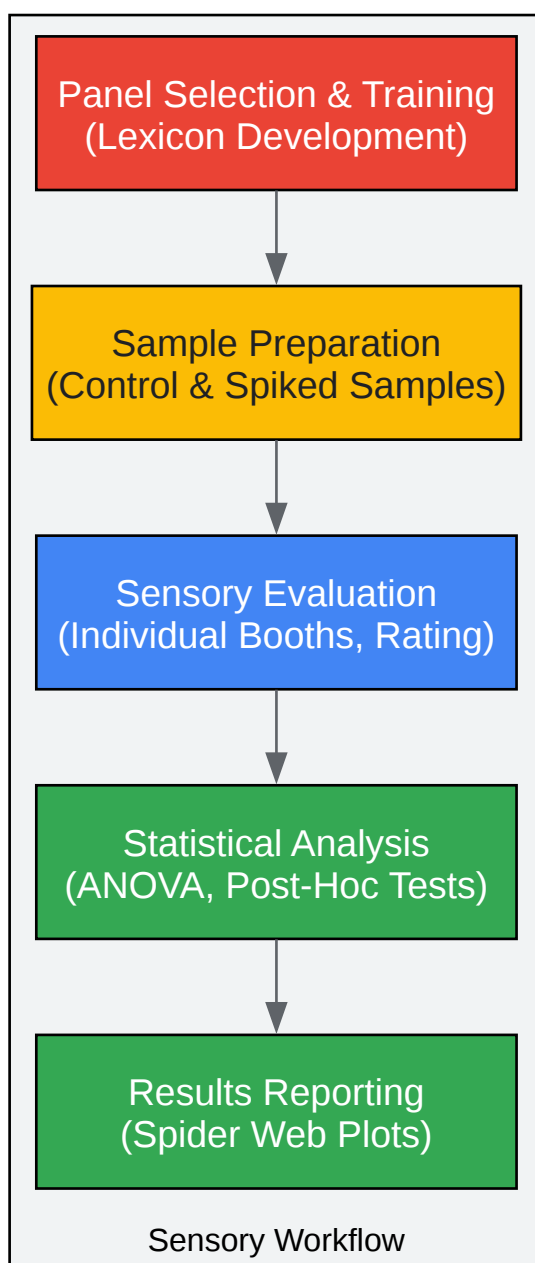 Panel Selection & Training
(Lexicon Development)
Sample Preparation
(Control & Spiked Samples)
Sensory Evaluation
(Individual Booths, Rating)
Statistical Analysis
(ANOVA, Post-Hoc Tests)
Results Reporting
(Spider Web Plots)
Sensory Workflow